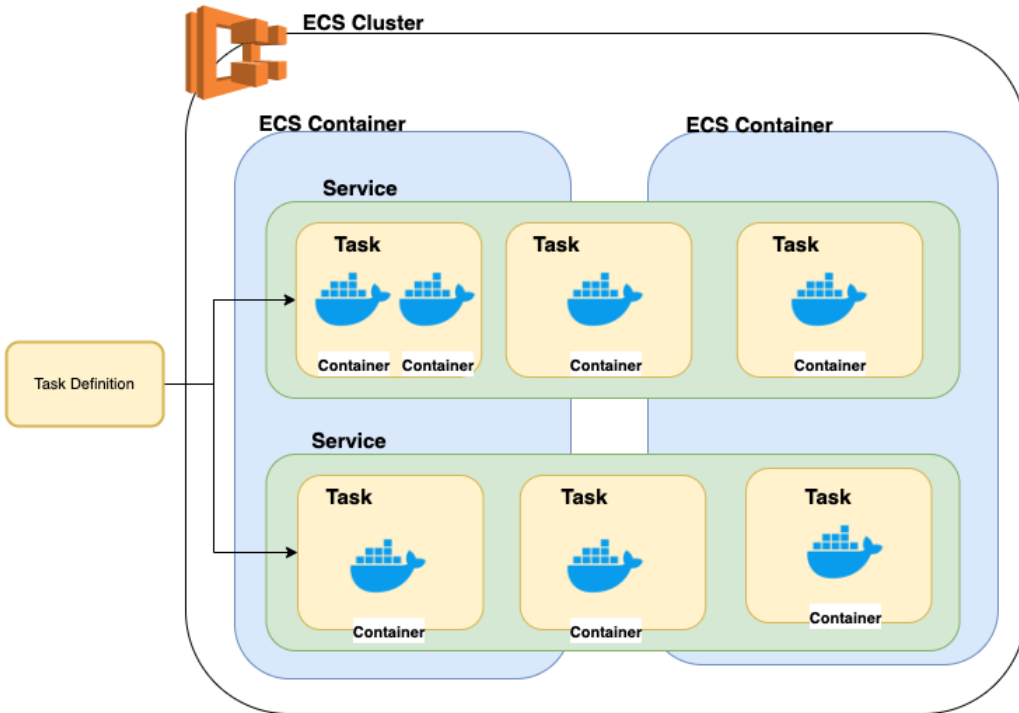 ECS Cluster
ECS Container
ECS Container
Service
Task
Task
Task
Container
Container
Container
Container
Task Definition
Service
Task
Task
Task
Container
Container
Container